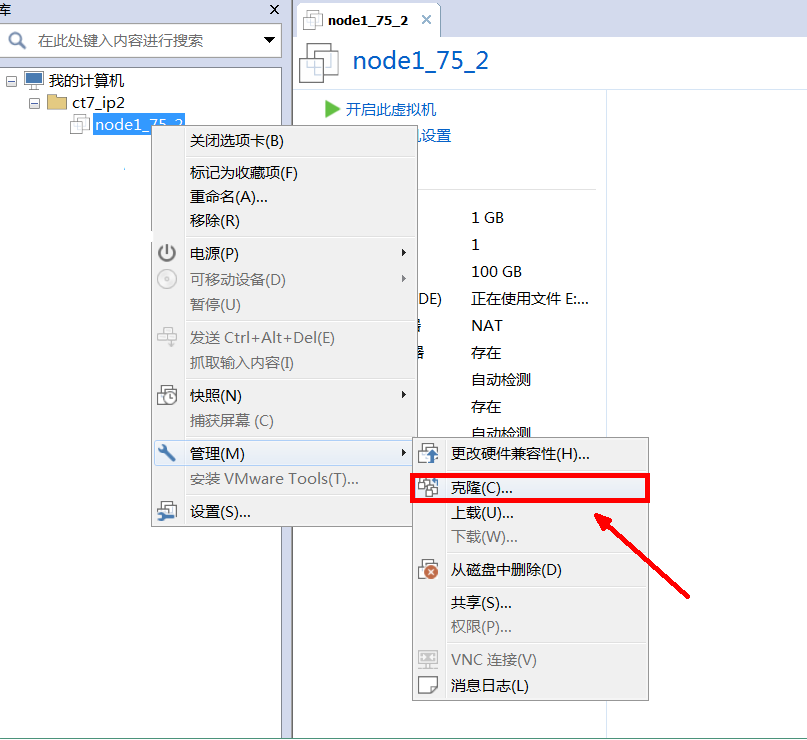 库
在此处键入内容进行搜索
我的计算机
ct7_ip2
node1_75_2
node1_75_2
node1_75_2
开启此虚拟机
机设置
1 GB
1
100 GB
DE) 正在使用文件 E:...
NAT
存在
自动检测
存在
自动检测
关闭选项卡(B)
标记为收藏项(F)
重命名(A)...
移除(R)
电源(P)
可移动设备(D)
暂停(U)
发送 Ctrl+Alt+Del(E)
抓取输入内容(I)
快照(N)
捕获屏幕 (C)
管理(M)
安装 VMware Tools(T)...
设置(S)...
更改硬件兼容性(H)...
克隆(C)...
上载(U)...
下载(W)...
从磁盘中删除(D)
共享(S)...
权限(P)...
VNC 连接(V)
消息日志(L)